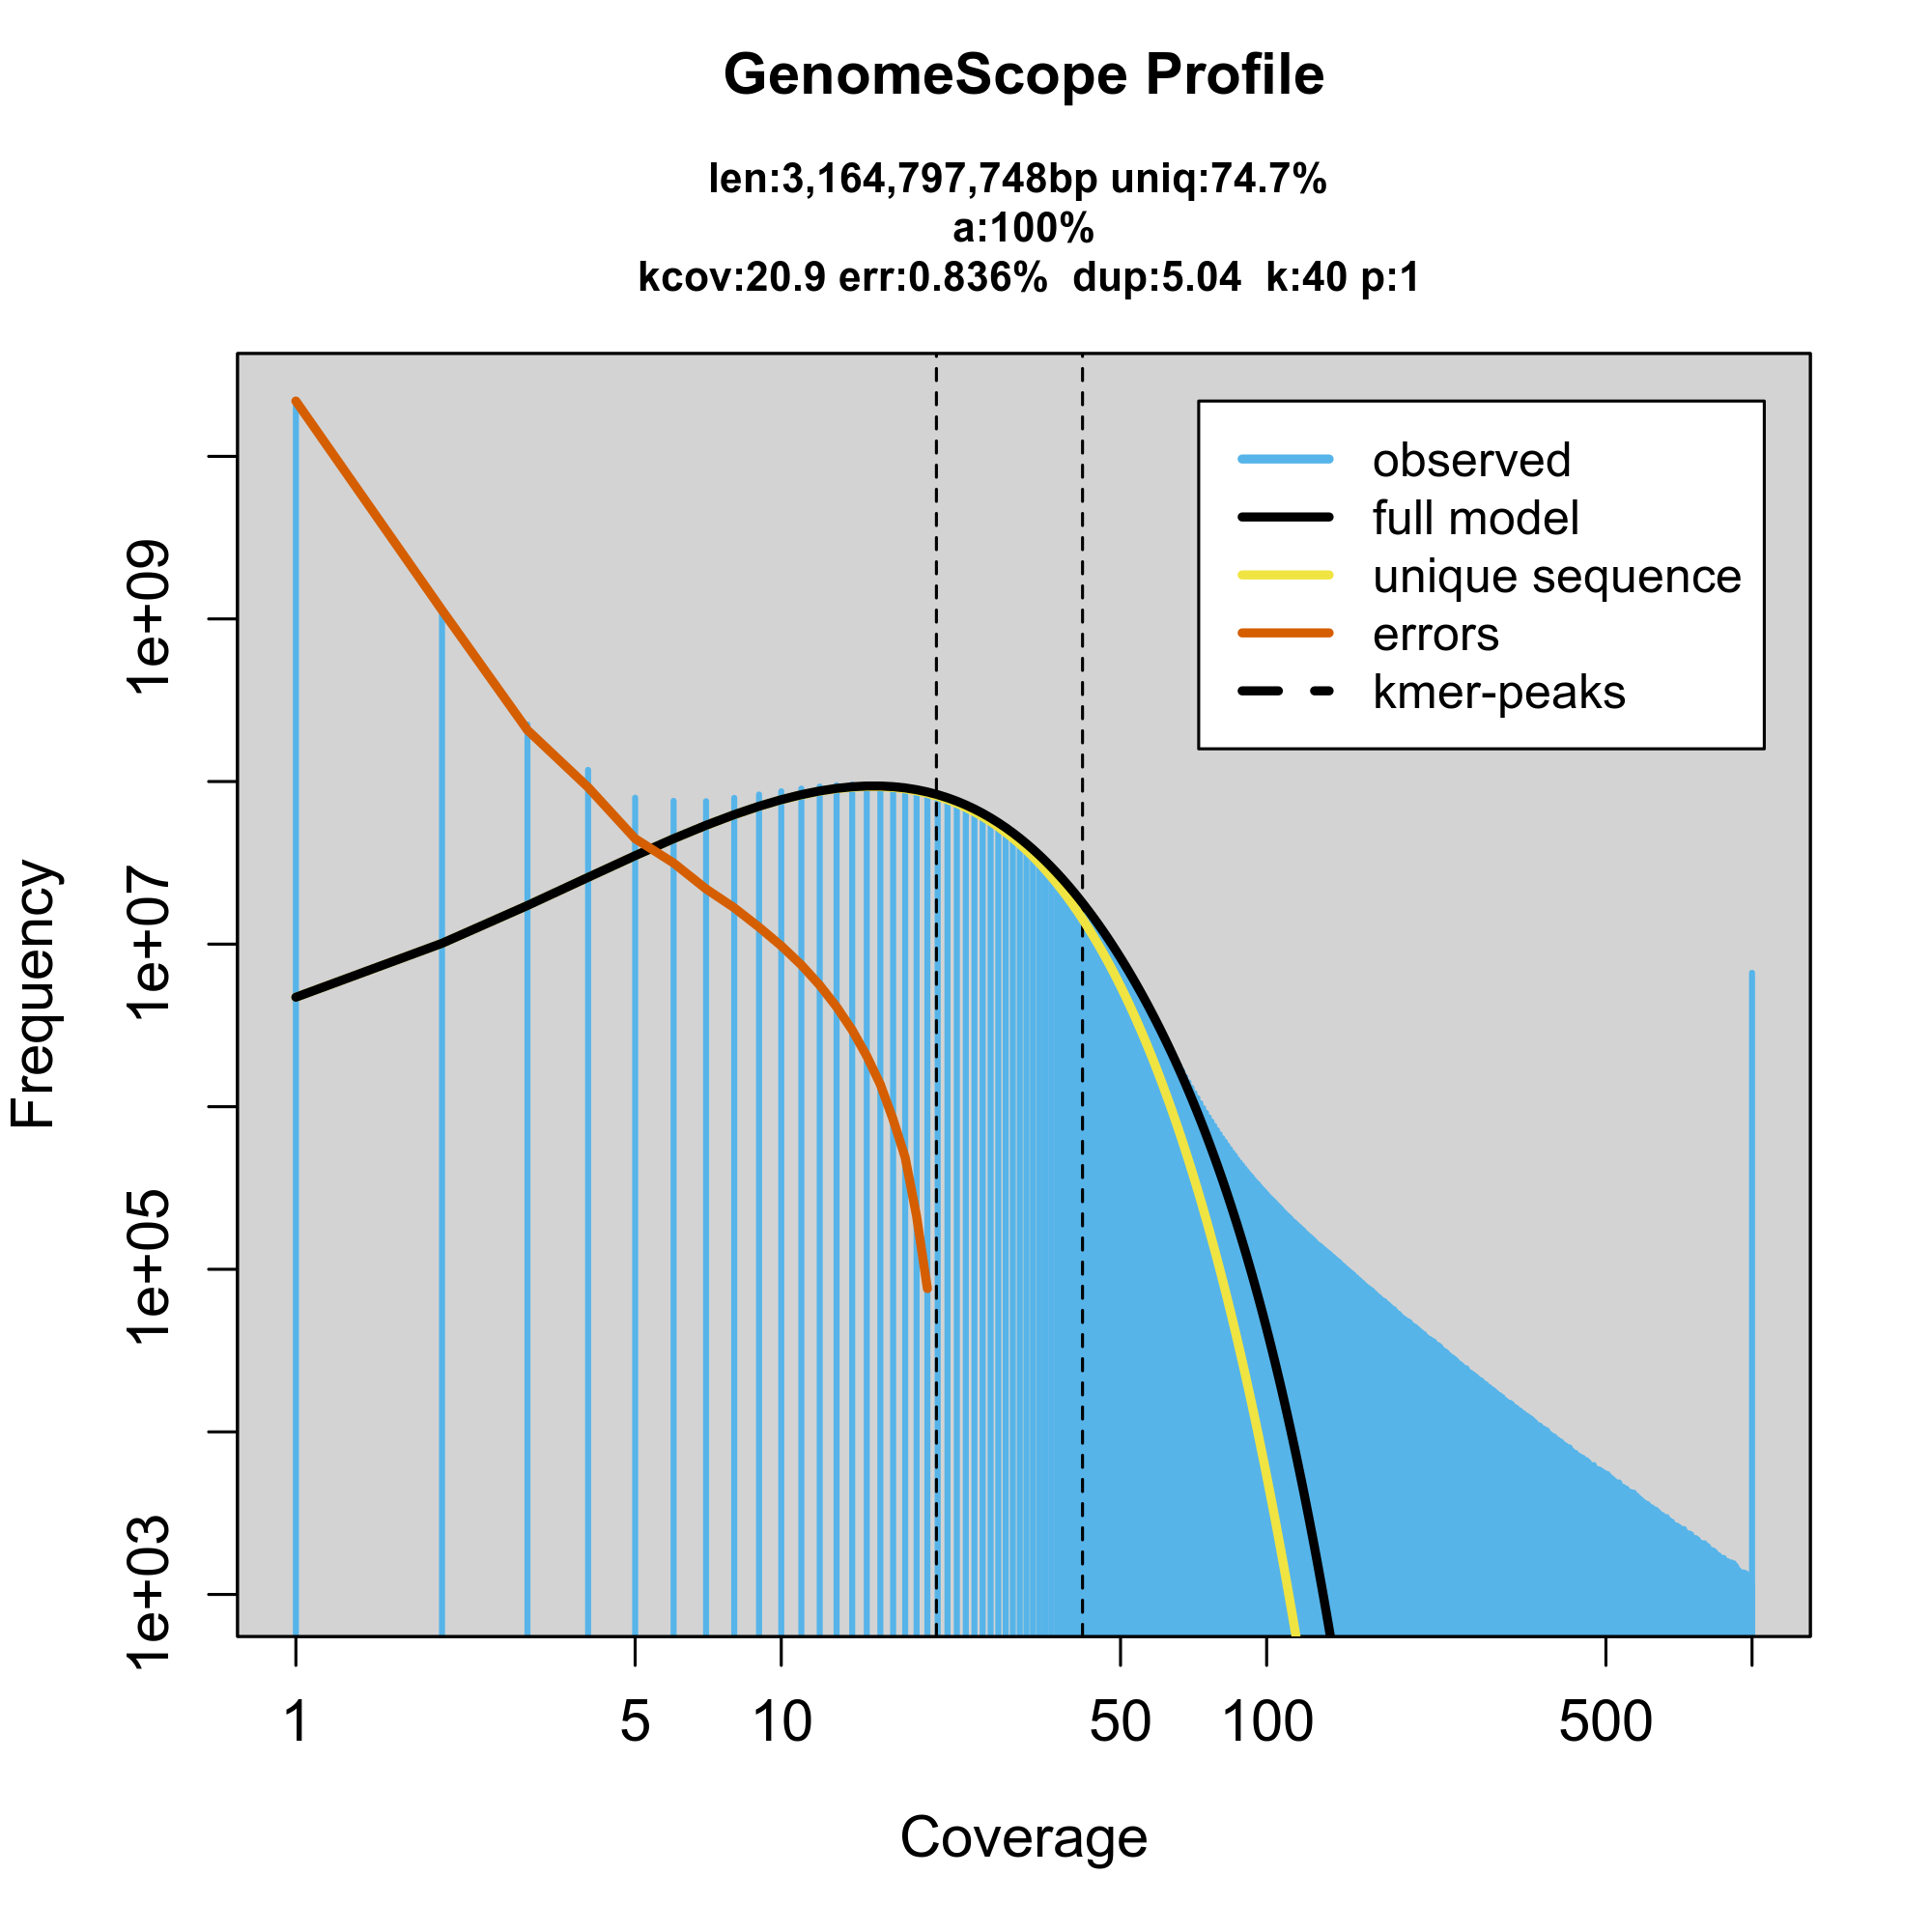 GenomeScope Profile
len:3,164,797,748bp uniq:74.7%
a:100%
kcov:20.9 err:0.836%  dup:5.04  k:40 p:1
observed
full model
unique sequence
errors
kmer-peaks
Frequency
1e+09
1e+07
1e+05
1e+03
1 5 10 50 100 500
Coverage